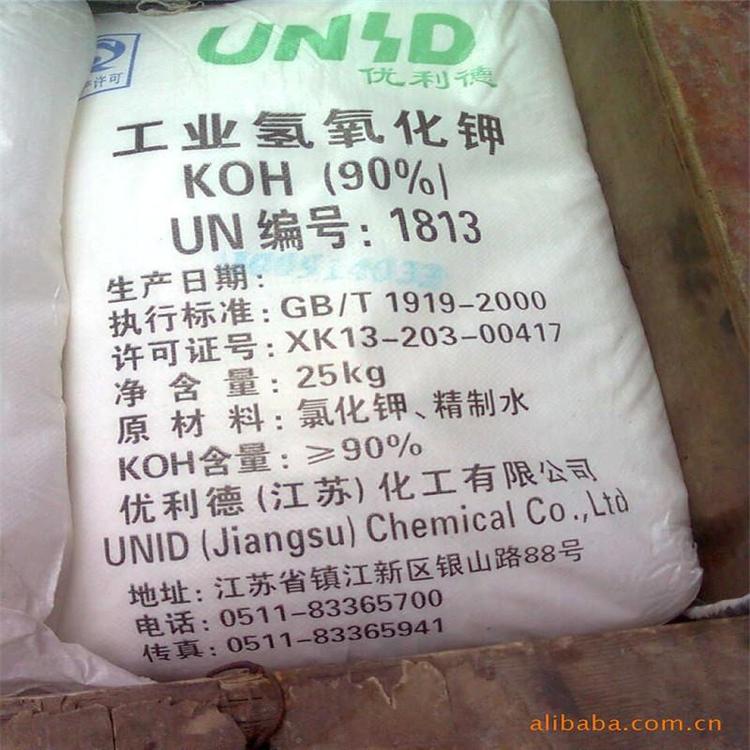 UNID
优利德
许可
工业氢氧化钾
KOH (90%)
UN编号: 1813
生产日期:
执行标准: GB/T 1919-2000
许可证号: XK13-203-00417
净含量: 25kg
原材料: 氯化钾、精制水
KOH含量: ≥90%
优利德(江苏)化工有限公司
UNID (Jiangsu) Chemical Co.,Ltd
地址: 江苏省镇江新区银山路88号
电话: 0511-83365700
传真: 0511-83365941
alibaba.com.cn